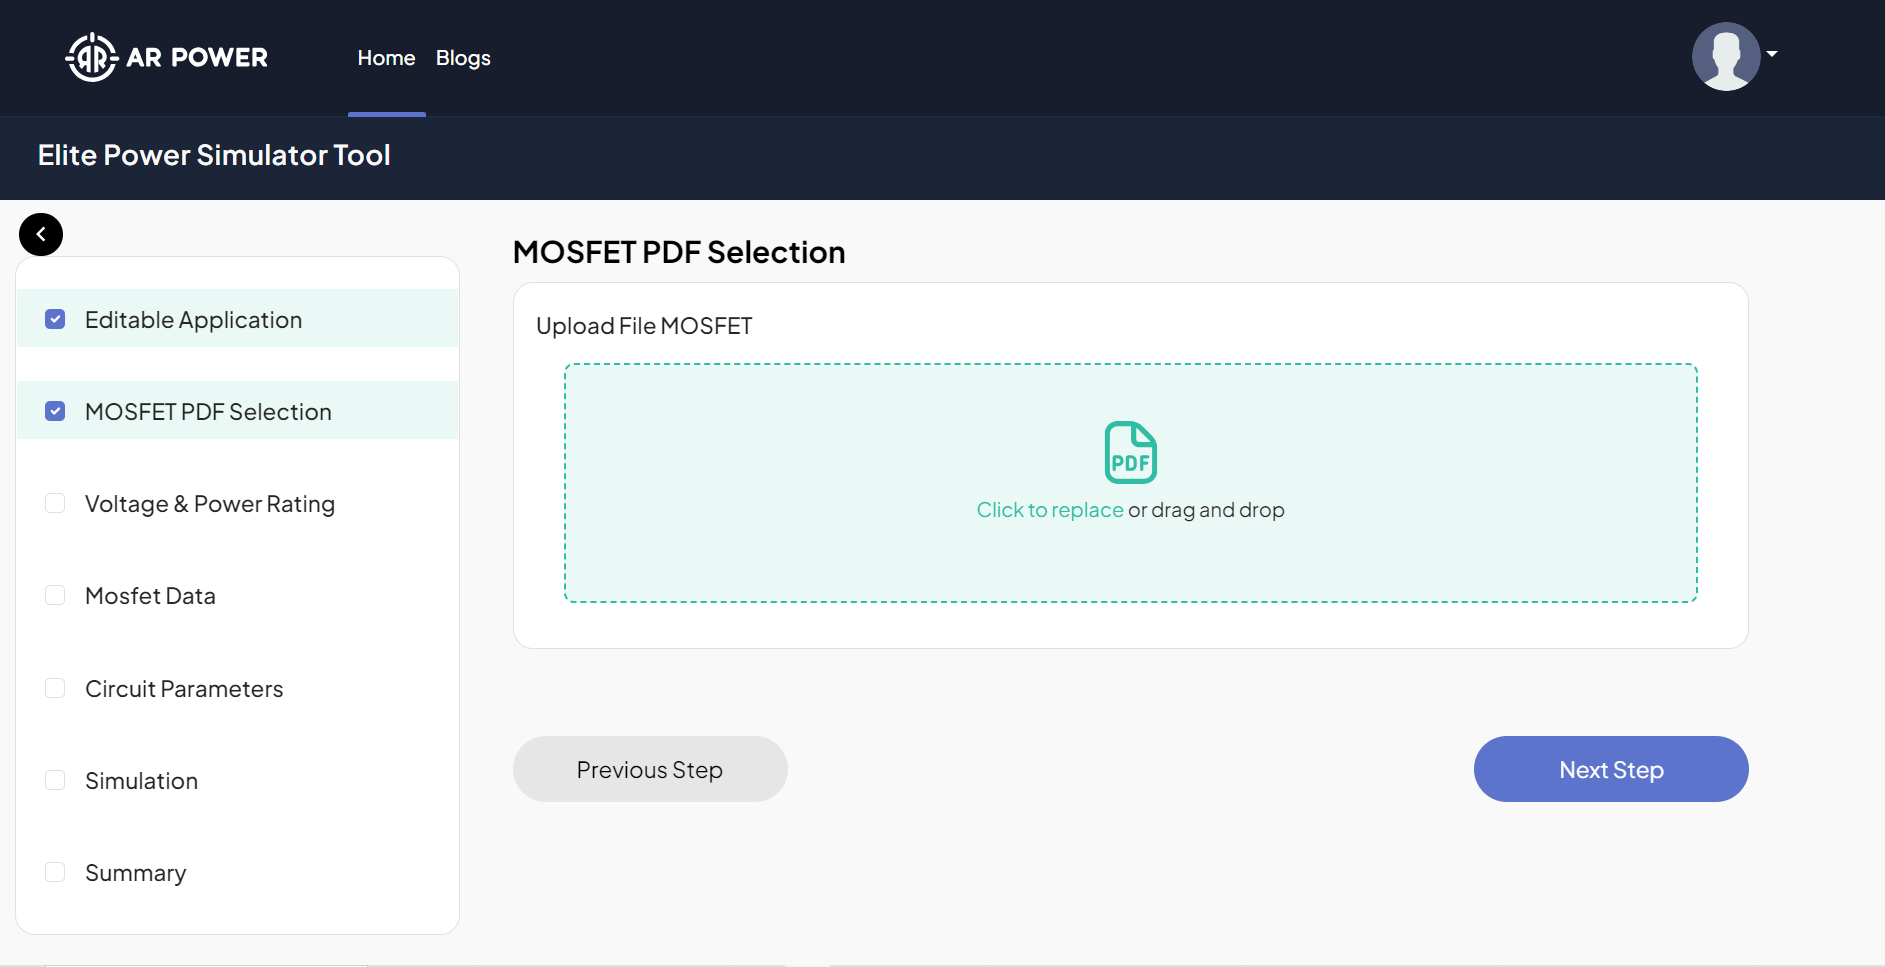 AR POWER
Home
Blogs
Elite Power Simulator Tool
Editable Application
MOSFET PDF Selection
Voltage & Power Rating
Mosfet Data
Circuit Parameters
Simulation
Summary
MOSFET PDF Selection
Upload File MOSFET
PDF
Click to replace or drag and drop
Previous Step
Next Step